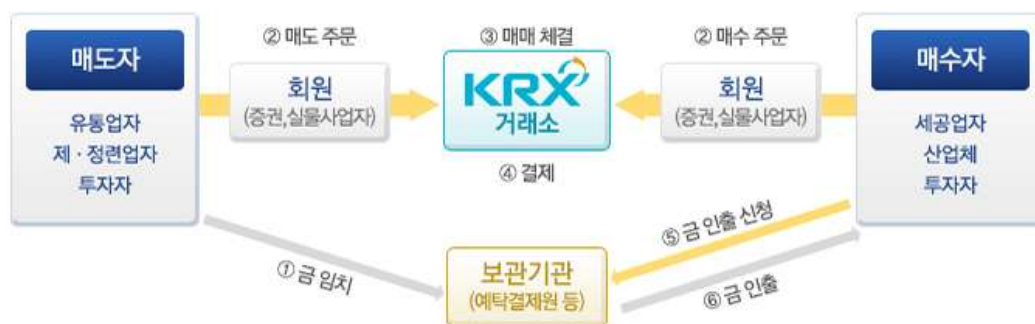 ② 매도 주문
③ 매매 체결
② 매수 주문
매도자
유통업자
제 · 정련업자
투자자
회원
(증권,실물사업자)
KRX
거래소
④ 결제
회원
(증권,실물사업자)
매수자
세공업자
산업체
투자자
① 금 임치
보관기관
(예탁결제원 등)
⑤ 금 인출 신청
⑥ 금 인출